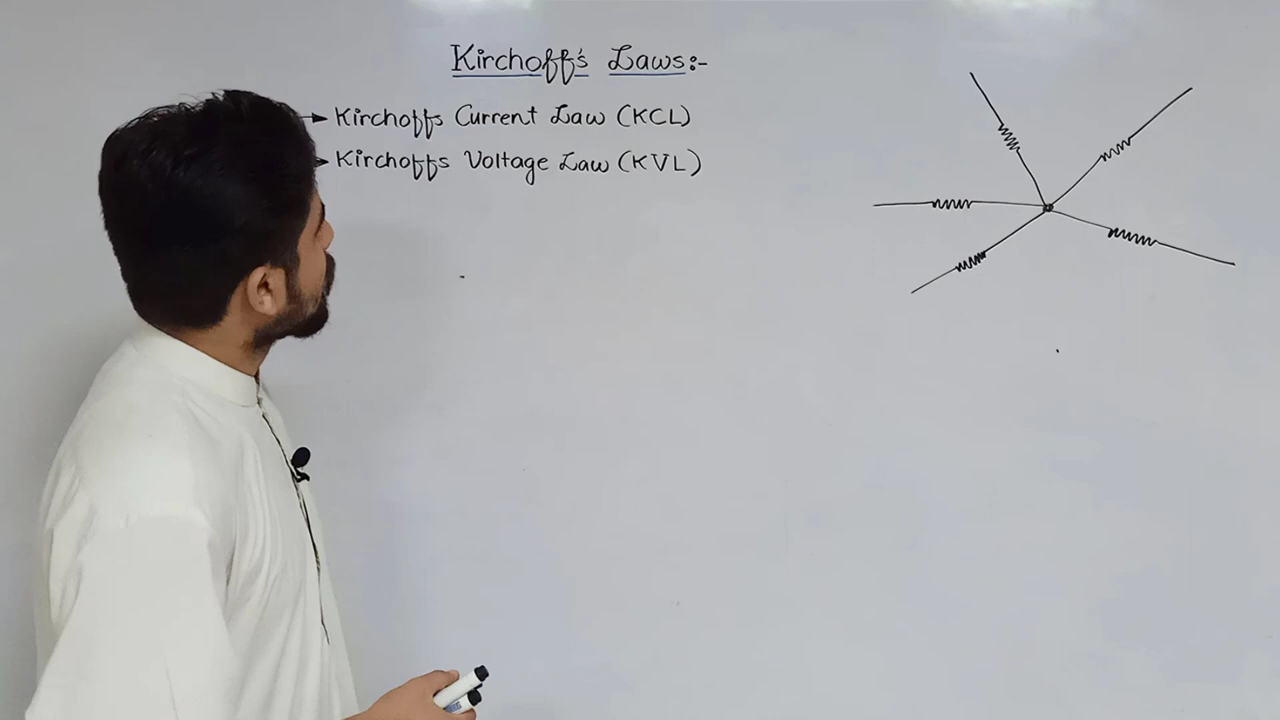 Kirchoff's Laws:-
Kirchoffs Current Law (KCL)
Kirchoffs Voltage Law (KVL)